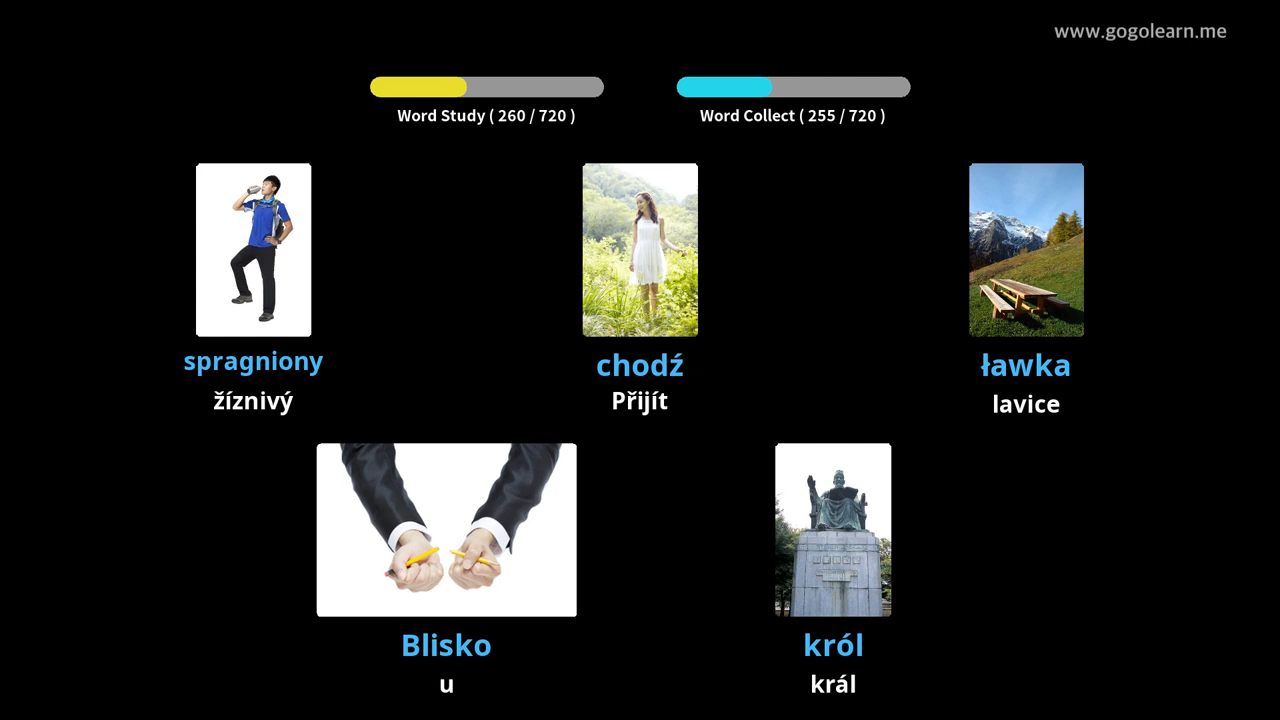 www.gogolearn.me
Word Study ( 260 / 720 )
Word Collect ( 255 / 720 )
spragniony
chodź
ławka
žíznivý
Přijít
lavice
Blisko
król
u
král